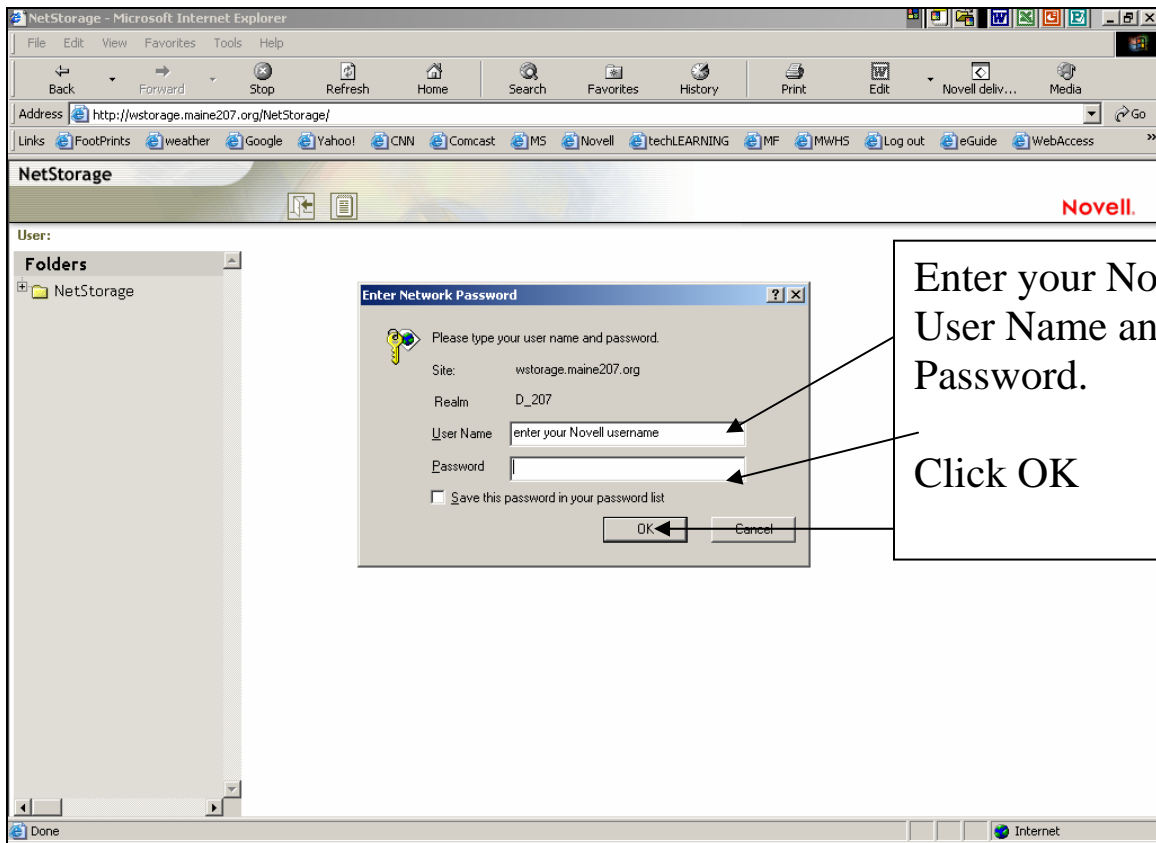 NetStorage - Microsoft Internet Explorer
File Edit View Favorites Tools Help
Back Forward Stop Refresh Home Search Favorites History Print Edit Novell deliv... Media
Address http://wstorage.maine207.org/NetStorage/ Go
Links FootPrints weather Google Yahoo! CNN Comcast MS Novell techLEARNING MF MWHS Log out eGuide WebAccess »
NetStorage
Novell.
User:
Folders
NetStorage
Enter Network Password
Please type your user name and password.
Site: wstorage.maine207.org
Realm D_207
User Name enter your Novell username
Password
Save this password in your password list
OK Cancel
Enter your No
User Name an
Password.
Click OK
Done Internet